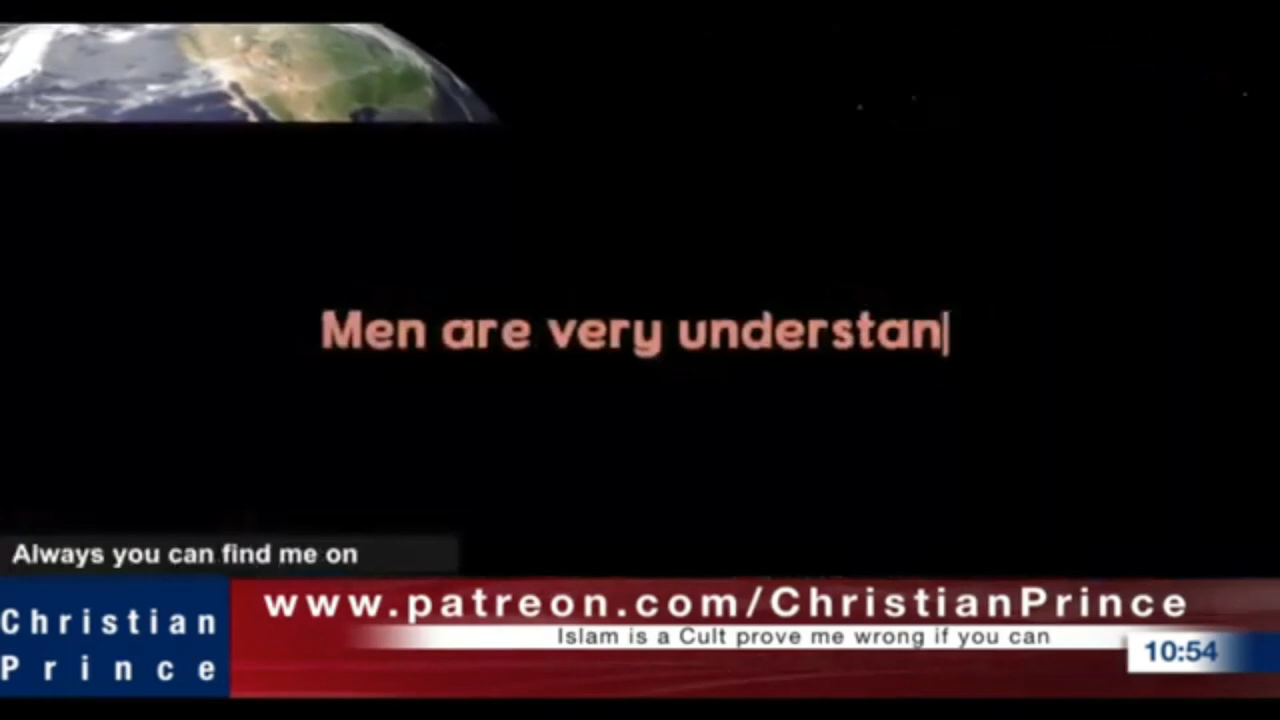 Men are very understan
Always you can find me on
www.patreon.com/ChristianPrince
Islam is a Cult prove me wrong if you can
Christian
Prince
10:54